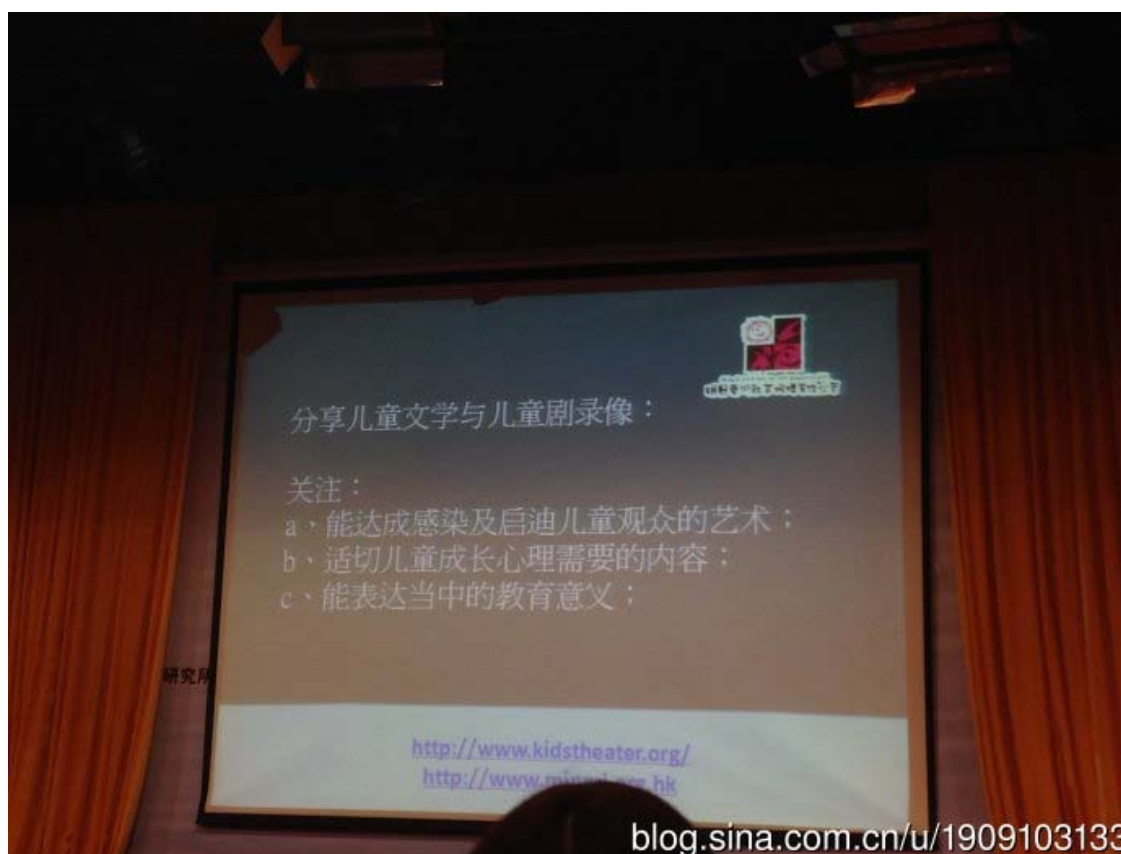 分享儿童文学与儿童剧录像：
关注：
a、能达成感染及启迪儿童观众的艺术；
b、适切儿童成长心理需要的内容；
c、能表达当中的教育意义；
研究所
http://www.kidstheater.org/
blog.sina.com.cn/u/1909103133